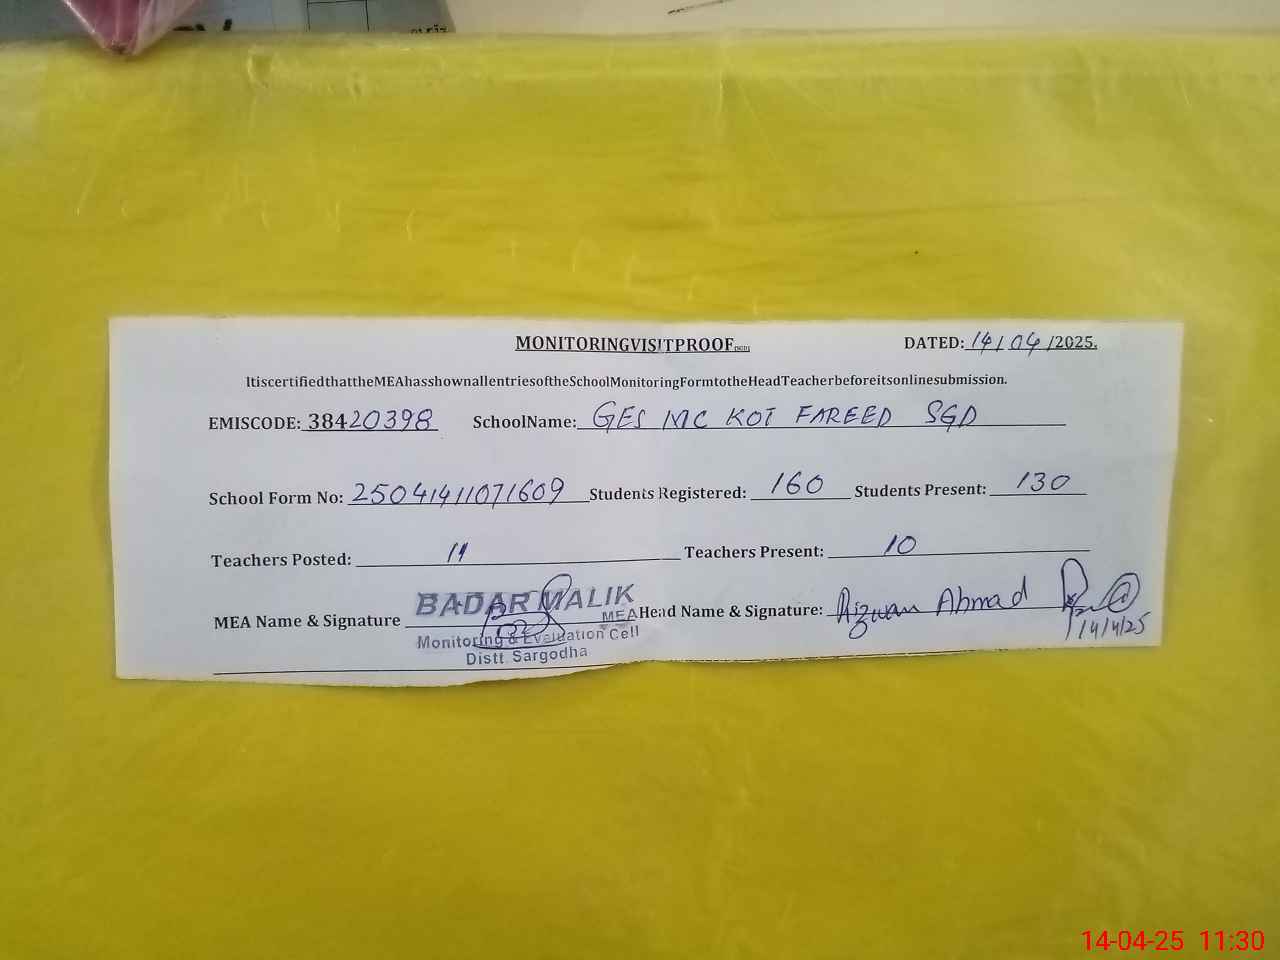 MONITORINGVISITPROOF DATED: 14/04/2025.
ItiscertifiedthattheMEAhasshownallentriesoftheSchoolMonitoringFormtotheHeadTeacherbeforeitsonlinesubmission.
EMISCODE: 38420398 SchoolName: GES MC KOT FAREED SGD
School Form No: 25041411071609 Students Registered: 160 Students Present: 130
Teachers Posted: 11 Teachers Present: 10
MEA Name & Signature BADAR MALIK Head Name & Signature: Rizwan Ahmad
MEA
Monitoring & Evaluation Cell
Distt. Sargodha
14/4/25
14-04-25 11:30